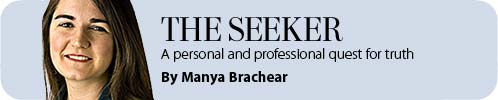 THE SEEKER
A personal and professional quest for truth
By Manya Brachear